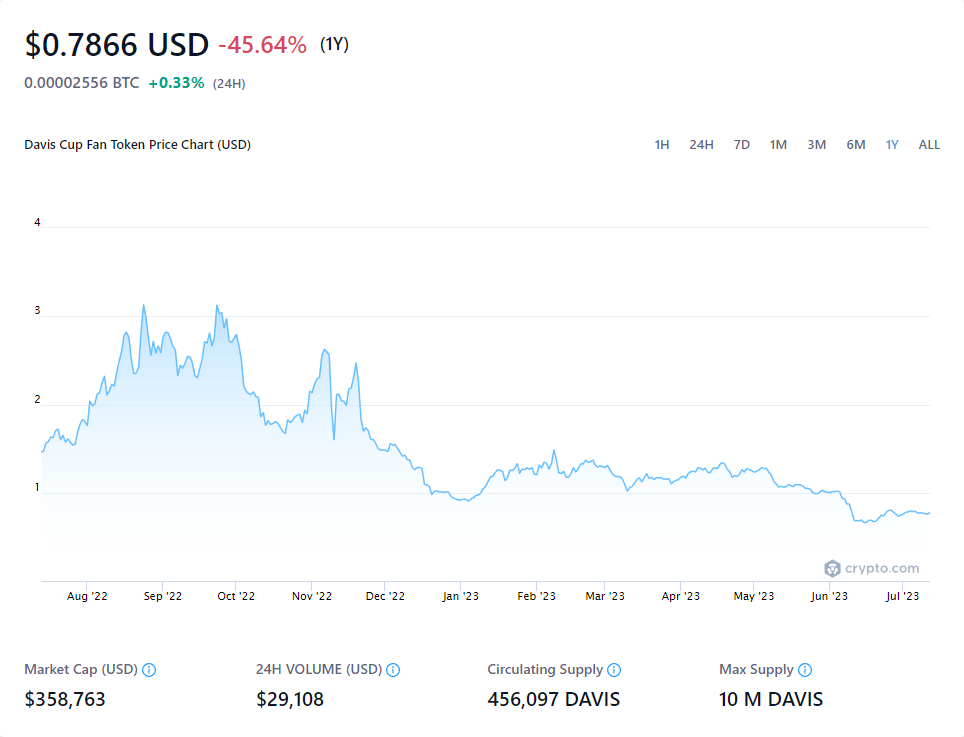 $0.7866 USD -45.64% (1Y)
0.00002556 BTC +0.33% (24H)
Davis Cup Fan Token Price Chart (USD) 1H 24H 7D 1M 3M 6M 1Y ALL
4
3
2
1
crypto.com
Aug '22 Sep '22 Oct '22 Nov '22 Dec '22 Jan '23 Feb '23 Mar '23 Apr '23 May '23 Jun '23 Jul '23
Market Cap (USD) 24H VOLUME (USD) Circulating Supply Max Supply
$358,763 $29,108 456,097 DAVIS 10 M DAVIS